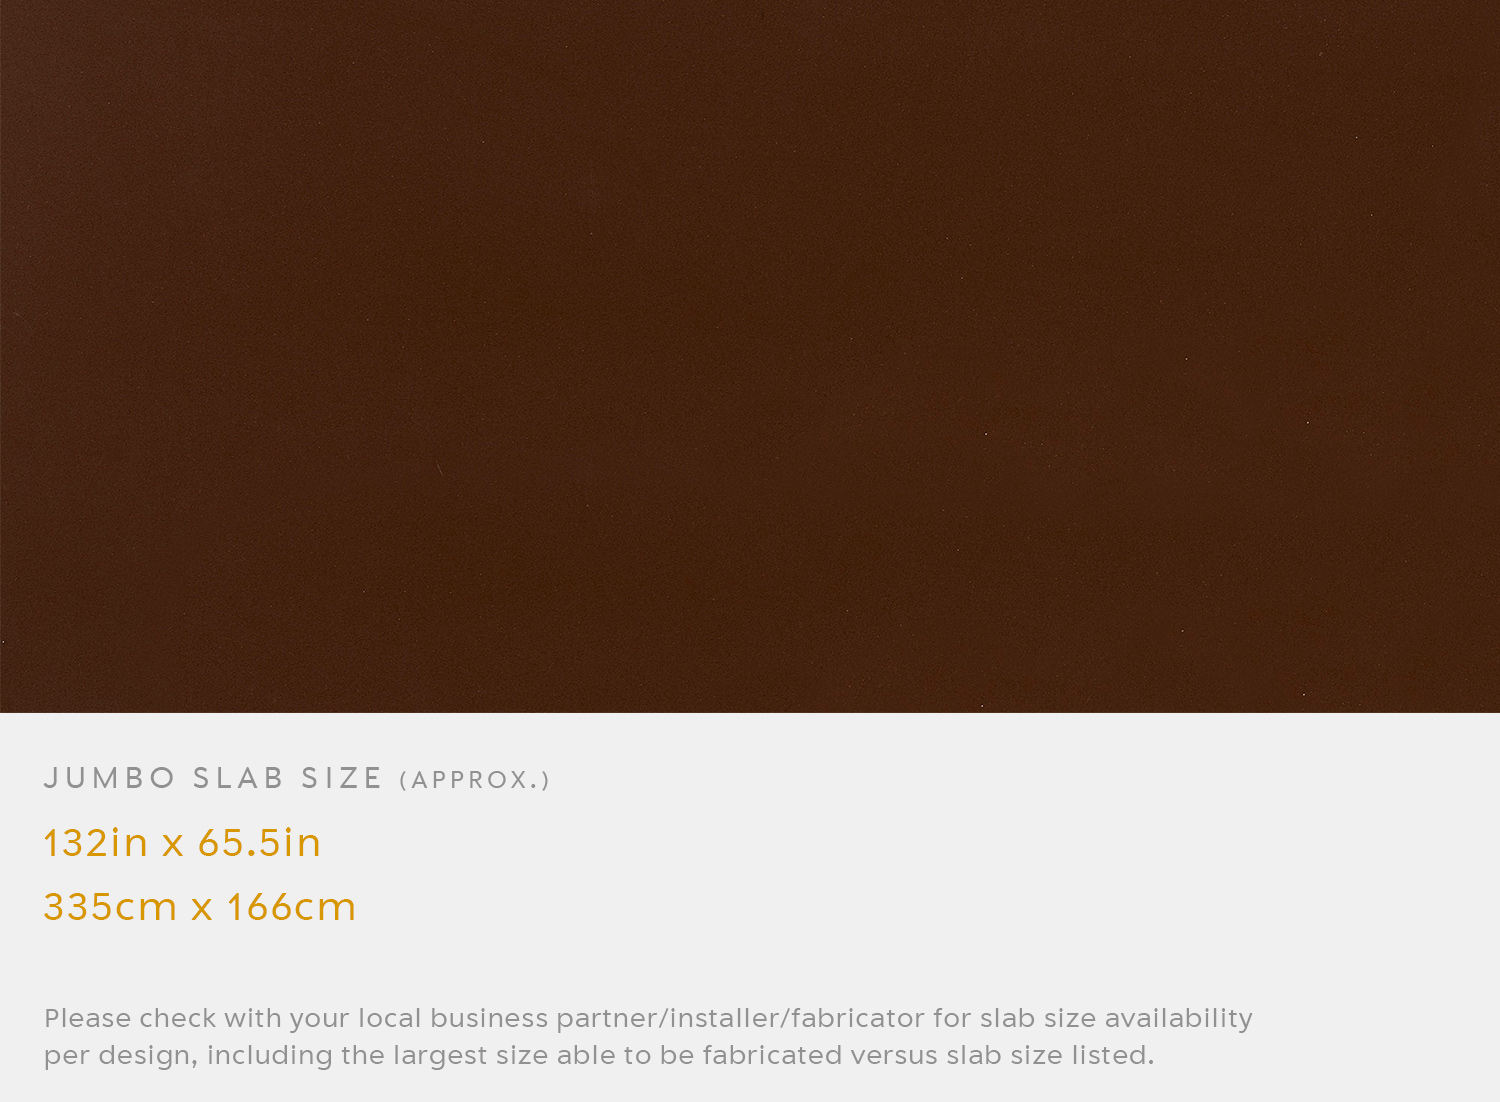 JUMBO SLAB SIZE (APPROX.)
132in x 65.5in
335cm x 166cm
Please check with your local business partner/installer/fabricator for slab size availability
per design, including the largest size able to be fabricated versus slab size listed.